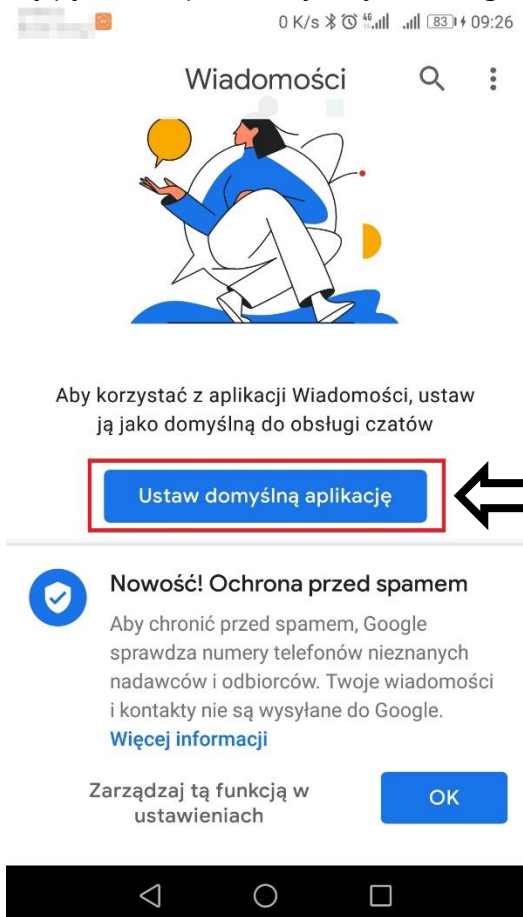 0 K/s 46 83 09:26
Wiadomości
Aby korzystać z aplikacji Wiadomości, ustaw
ją jako domyślną do obsługi czatów
Ustaw domyślną aplikację
Nowość! Ochrona przed spamem
Aby chronić przed spamem, Google
sprawdza numery telefonów nieznanych
nadawców i odbiorców. Twoje wiadomości
i kontakty nie są wysyłane do Google.
Więcej informacji
Zarządzaj tą funkcją w
ustawieniach
OK